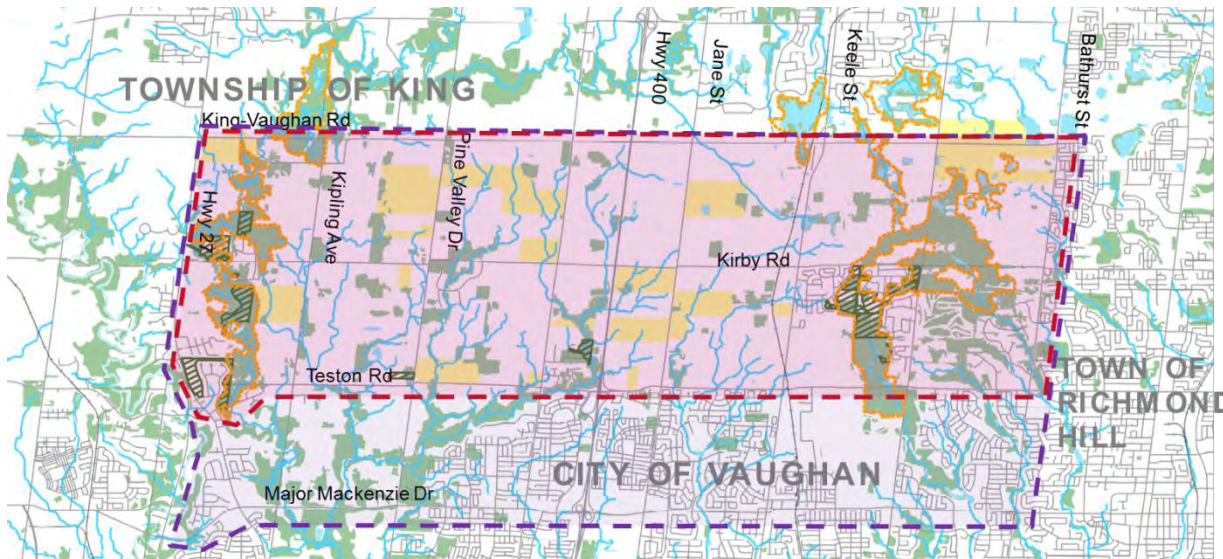 TOWNSHIP OF KING
King-Vaughan Rd
Hwy 27
Kipling Ave
Pine Valley Dr
Hwy 400
Jane St
Keele St
Bathurst St
Kirby Rd
Teston Rd
TOWN OF
RICHMOND
HILL
CITY OF VAUGHAN
Major Mackenzie Dr